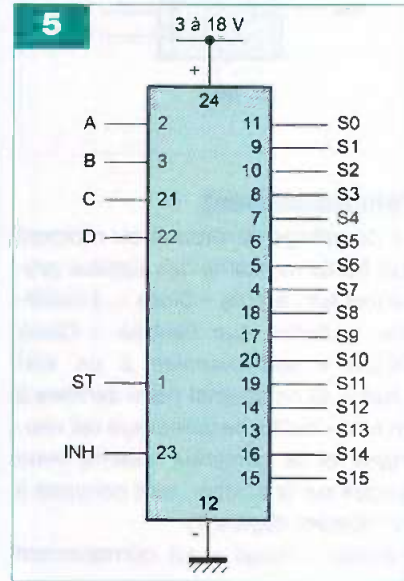 5
3 à 18 V
+
24
A 2 11 S0
B 3 9 S1
10 S2
C 21 8 S3
7 S4
D 22 6 S5
5 S6
4 S7
18 S8
17 S9
20 S10
ST 1 19 S11
14 S12
13 S13
INH 23 16 S14
15 S15
12
-